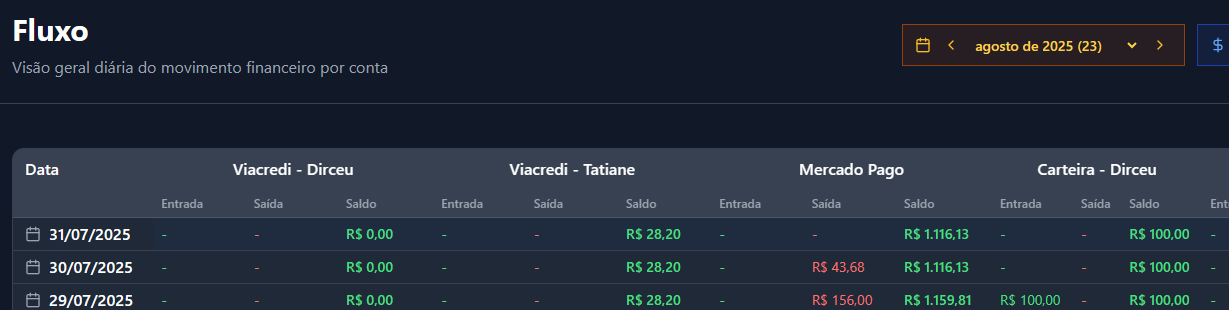 Fluxo
Visão geral diária do movimento financeiro por conta
agosto de 2025 (23)
$
Data Viacredi - Dirceu Viacredi - Tatiane Mercado Pago Carteira - Dirceu
Entrada Saída Saldo Entrada Saída Saldo Entrada Saída Saldo Entrada Saída Saldo
31/07/2025 - - R$ 0,00 - - R$ 28,20 - - R$ 1.116,13 - - R$ 100,00 -
30/07/2025 - - R$ 0,00 - - R$ 28,20 - R$ 43,68 R$ 1.116,13 - - R$ 100,00 -
29/07/2025 - - R$ 0,00 - - R$ 28,20 - R$ 156,00 R$ 1.159,81 R$ 100,00 - R$ 100,00 -